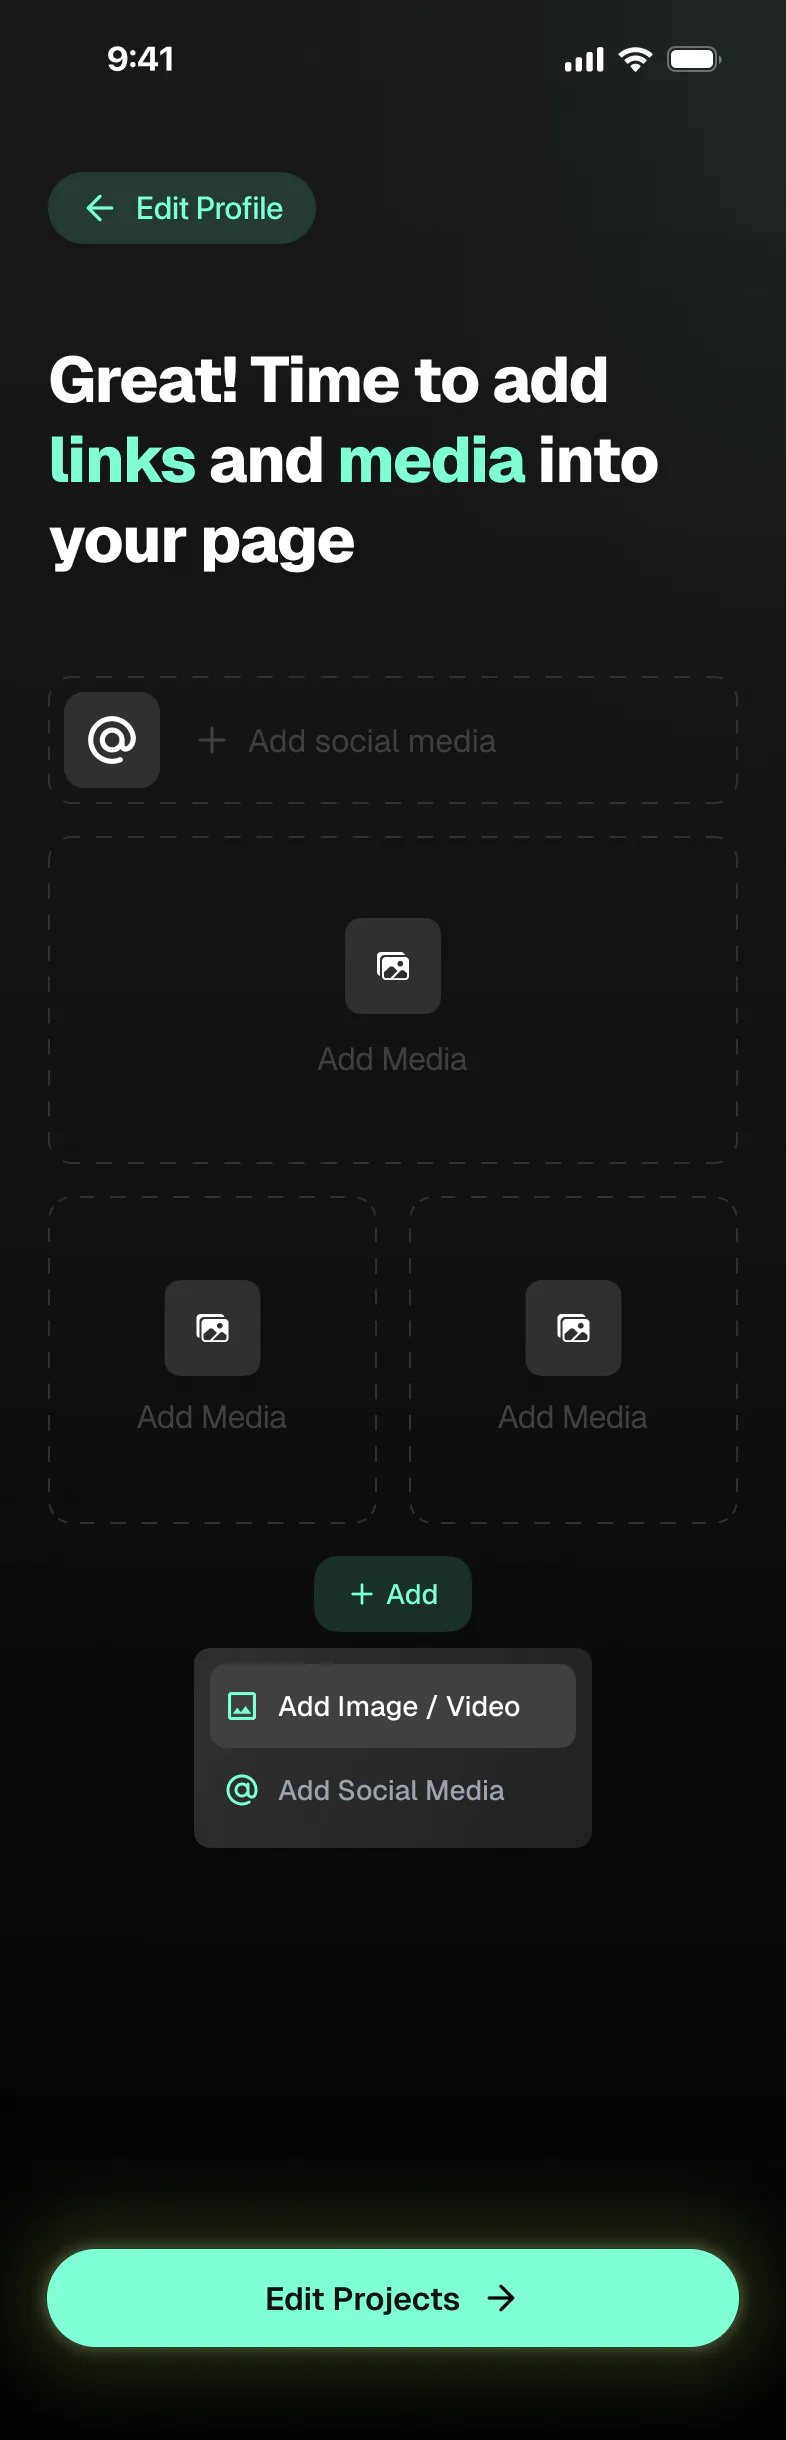 9:41
Edit Profile
Great! Time to add
links and media into
your page
Add social media
Add Media
Add Media
Add Media
+ Add
Add Image / Video
Add Social Media
Edit Projects